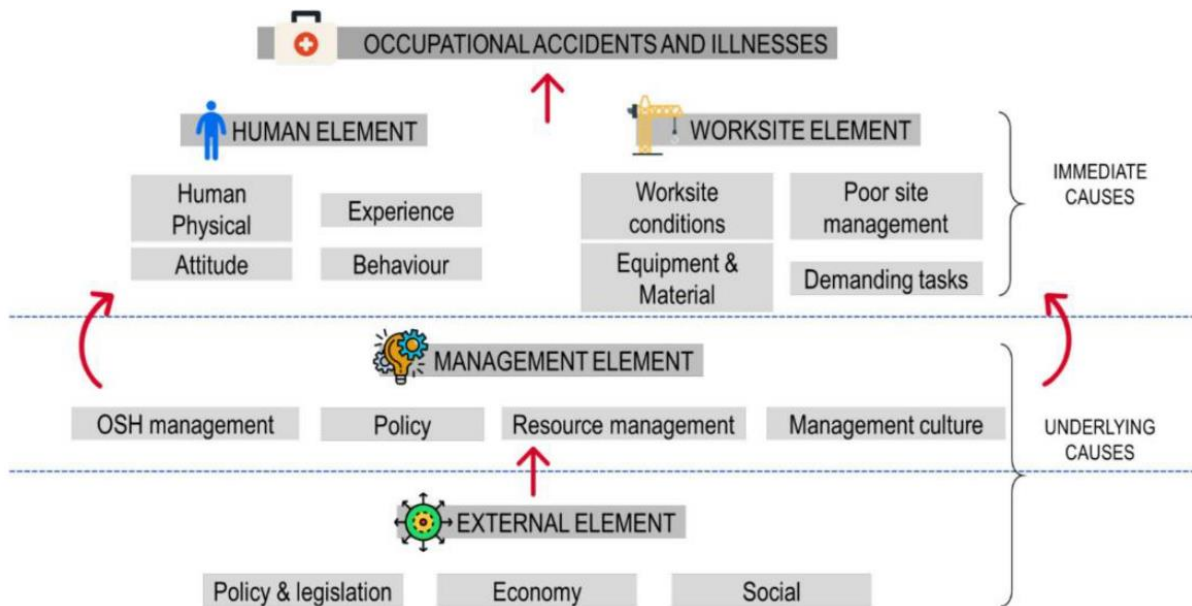 OCCUPATIONAL ACCIDENTS AND ILLNESSES
HUMAN ELEMENT
WORKSITE ELEMENT
Human
Physical
Experience
Attitude
Behaviour
Worksite
conditions
Poor site
management
Equipment &
Material
Demanding tasks
IMMEDIATE
CAUSES
MANAGEMENT ELEMENT
OSH management
Policy
Resource management
Management culture
UNDERLYING
CAUSES
EXTERNAL ELEMENT
Policy & legislation
Economy
Social